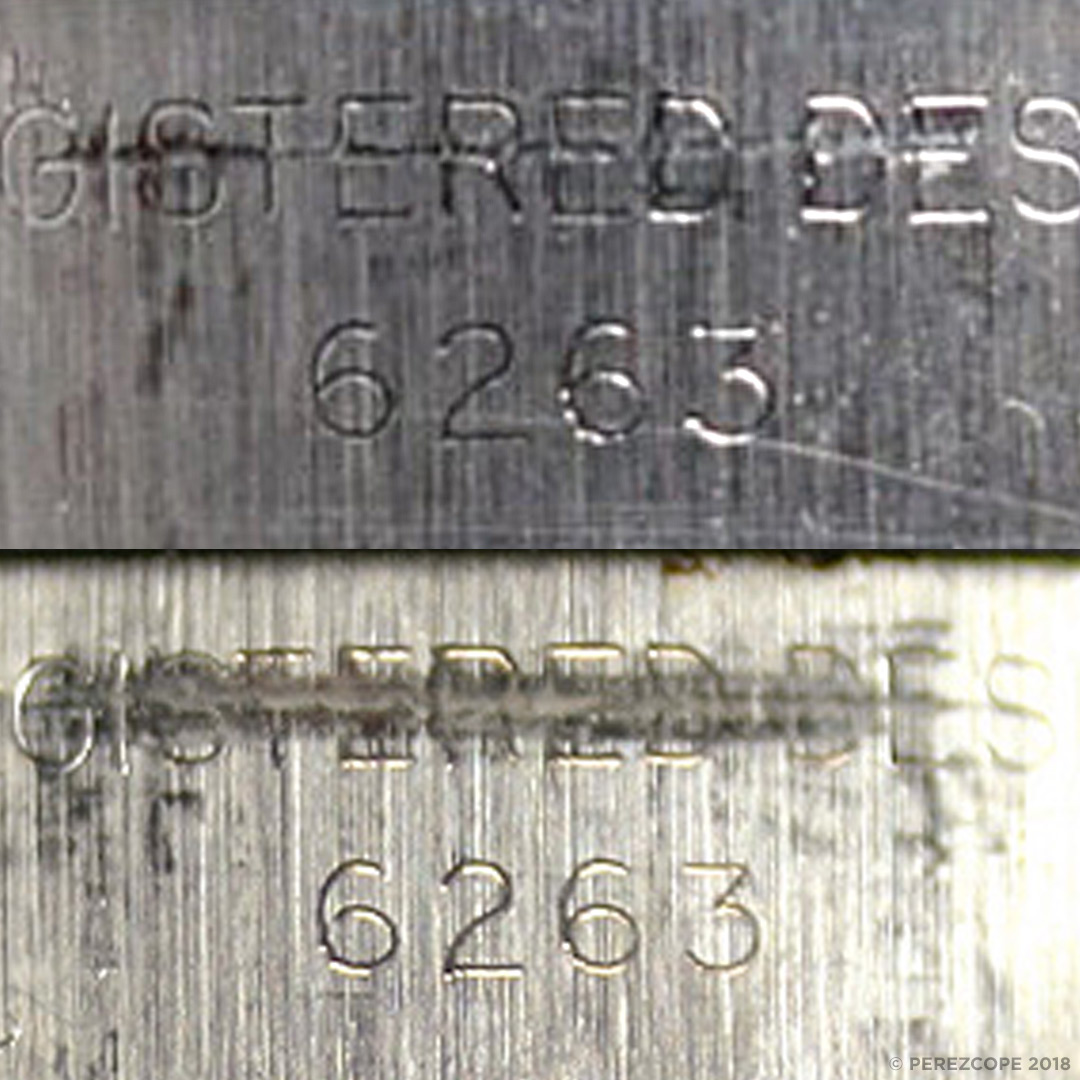 GISTERED DES
6263
GISTERED DES
6263
© PEREZCOPE 2018